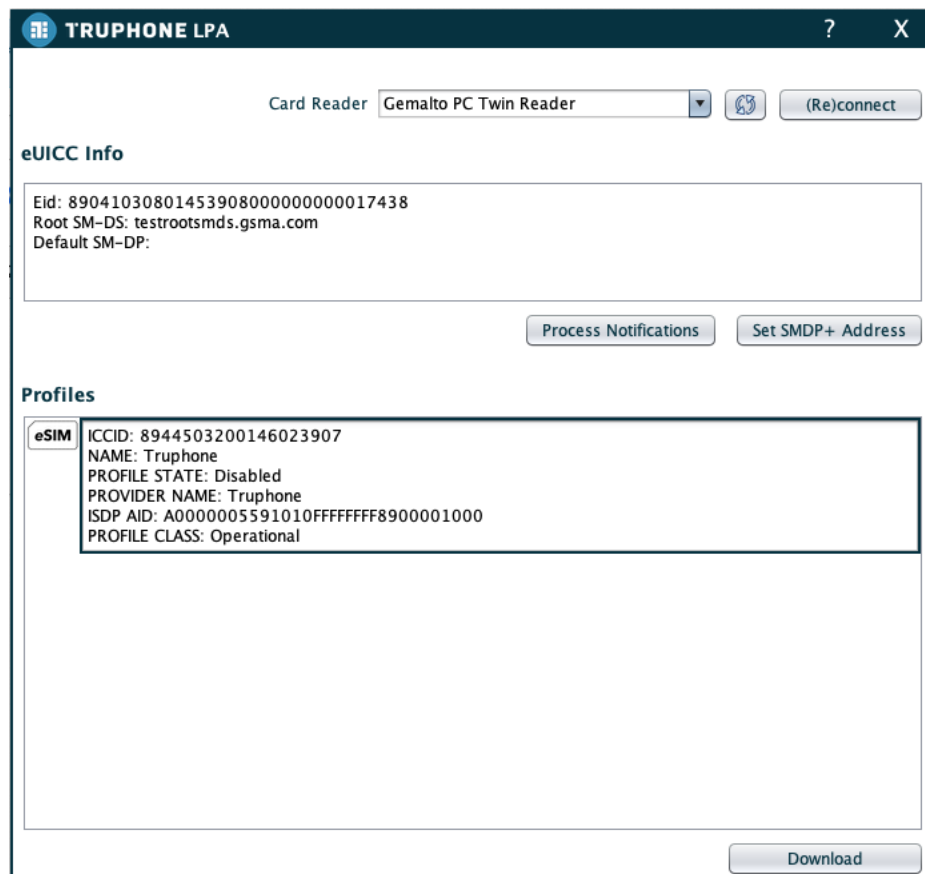 TRUPHONE LPA ? X
Card Reader Gemalto PC Twin Reader (Re)connect
eUICC Info
Eid: 89041030801453908000000000017438
Root SM-DS: testrootsmds.gsma.com
Default SM-DP:
Process Notifications Set SMDP+ Address
Profiles
eSIM
ICCID: 8944503200146023907
NAME: Truphone
PROFILE STATE: Disabled
PROVIDER NAME: Truphone
ISDP AID: A0000005591010FFFFFFFF8900001000
PROFILE CLASS: Operational
Download